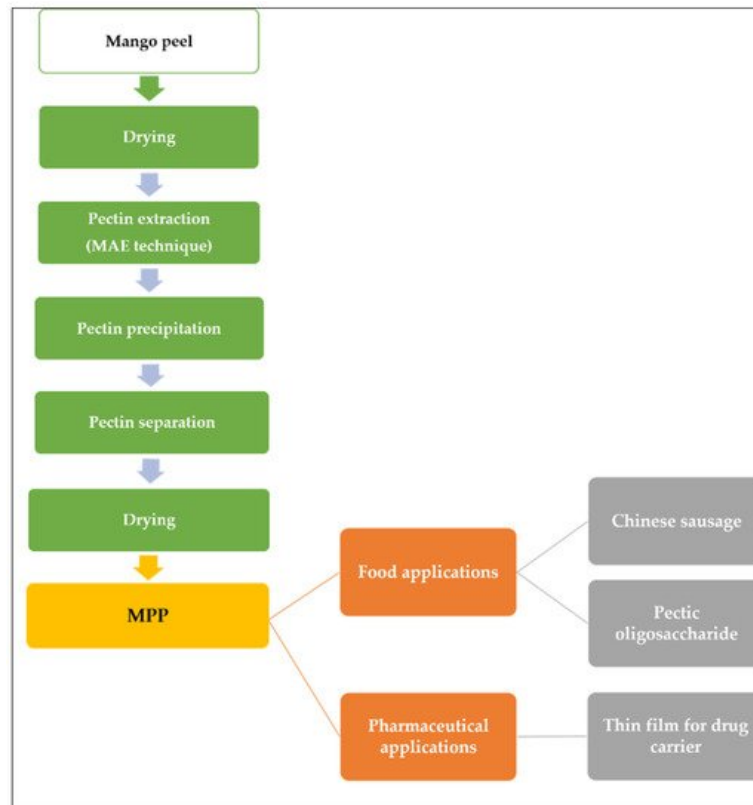 Mango peel
Drying
Pectin extraction
(MAE technique)
Pectin precipitation
Pectin separation
Drying
MPP
Food applications
Chinese sausage
Pectic
oligosaccharide
Pharmaceutical
applications
Thin film for drug
carrier